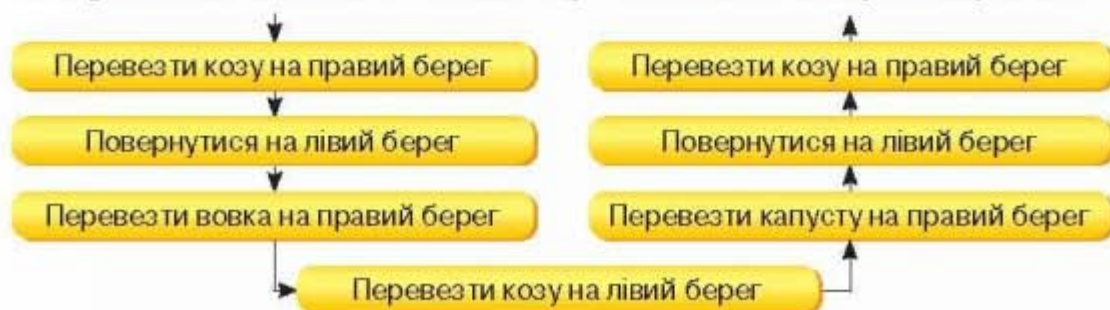 Перевезти козу на правий берег
Повернутися на лівий берег
Перевезти вовка на правий берег
Перевезти козу на лівий берег
Перевезти капусту на правий берег
Повернутися на лівий берег
Перевезти козу на правий берег